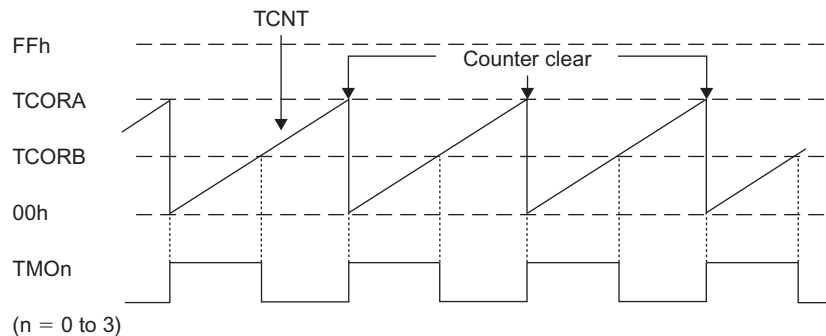 TCNT
FFh
Counter clear
TCORA
TCORB
00h
TMOn
(n = 0 to 3)